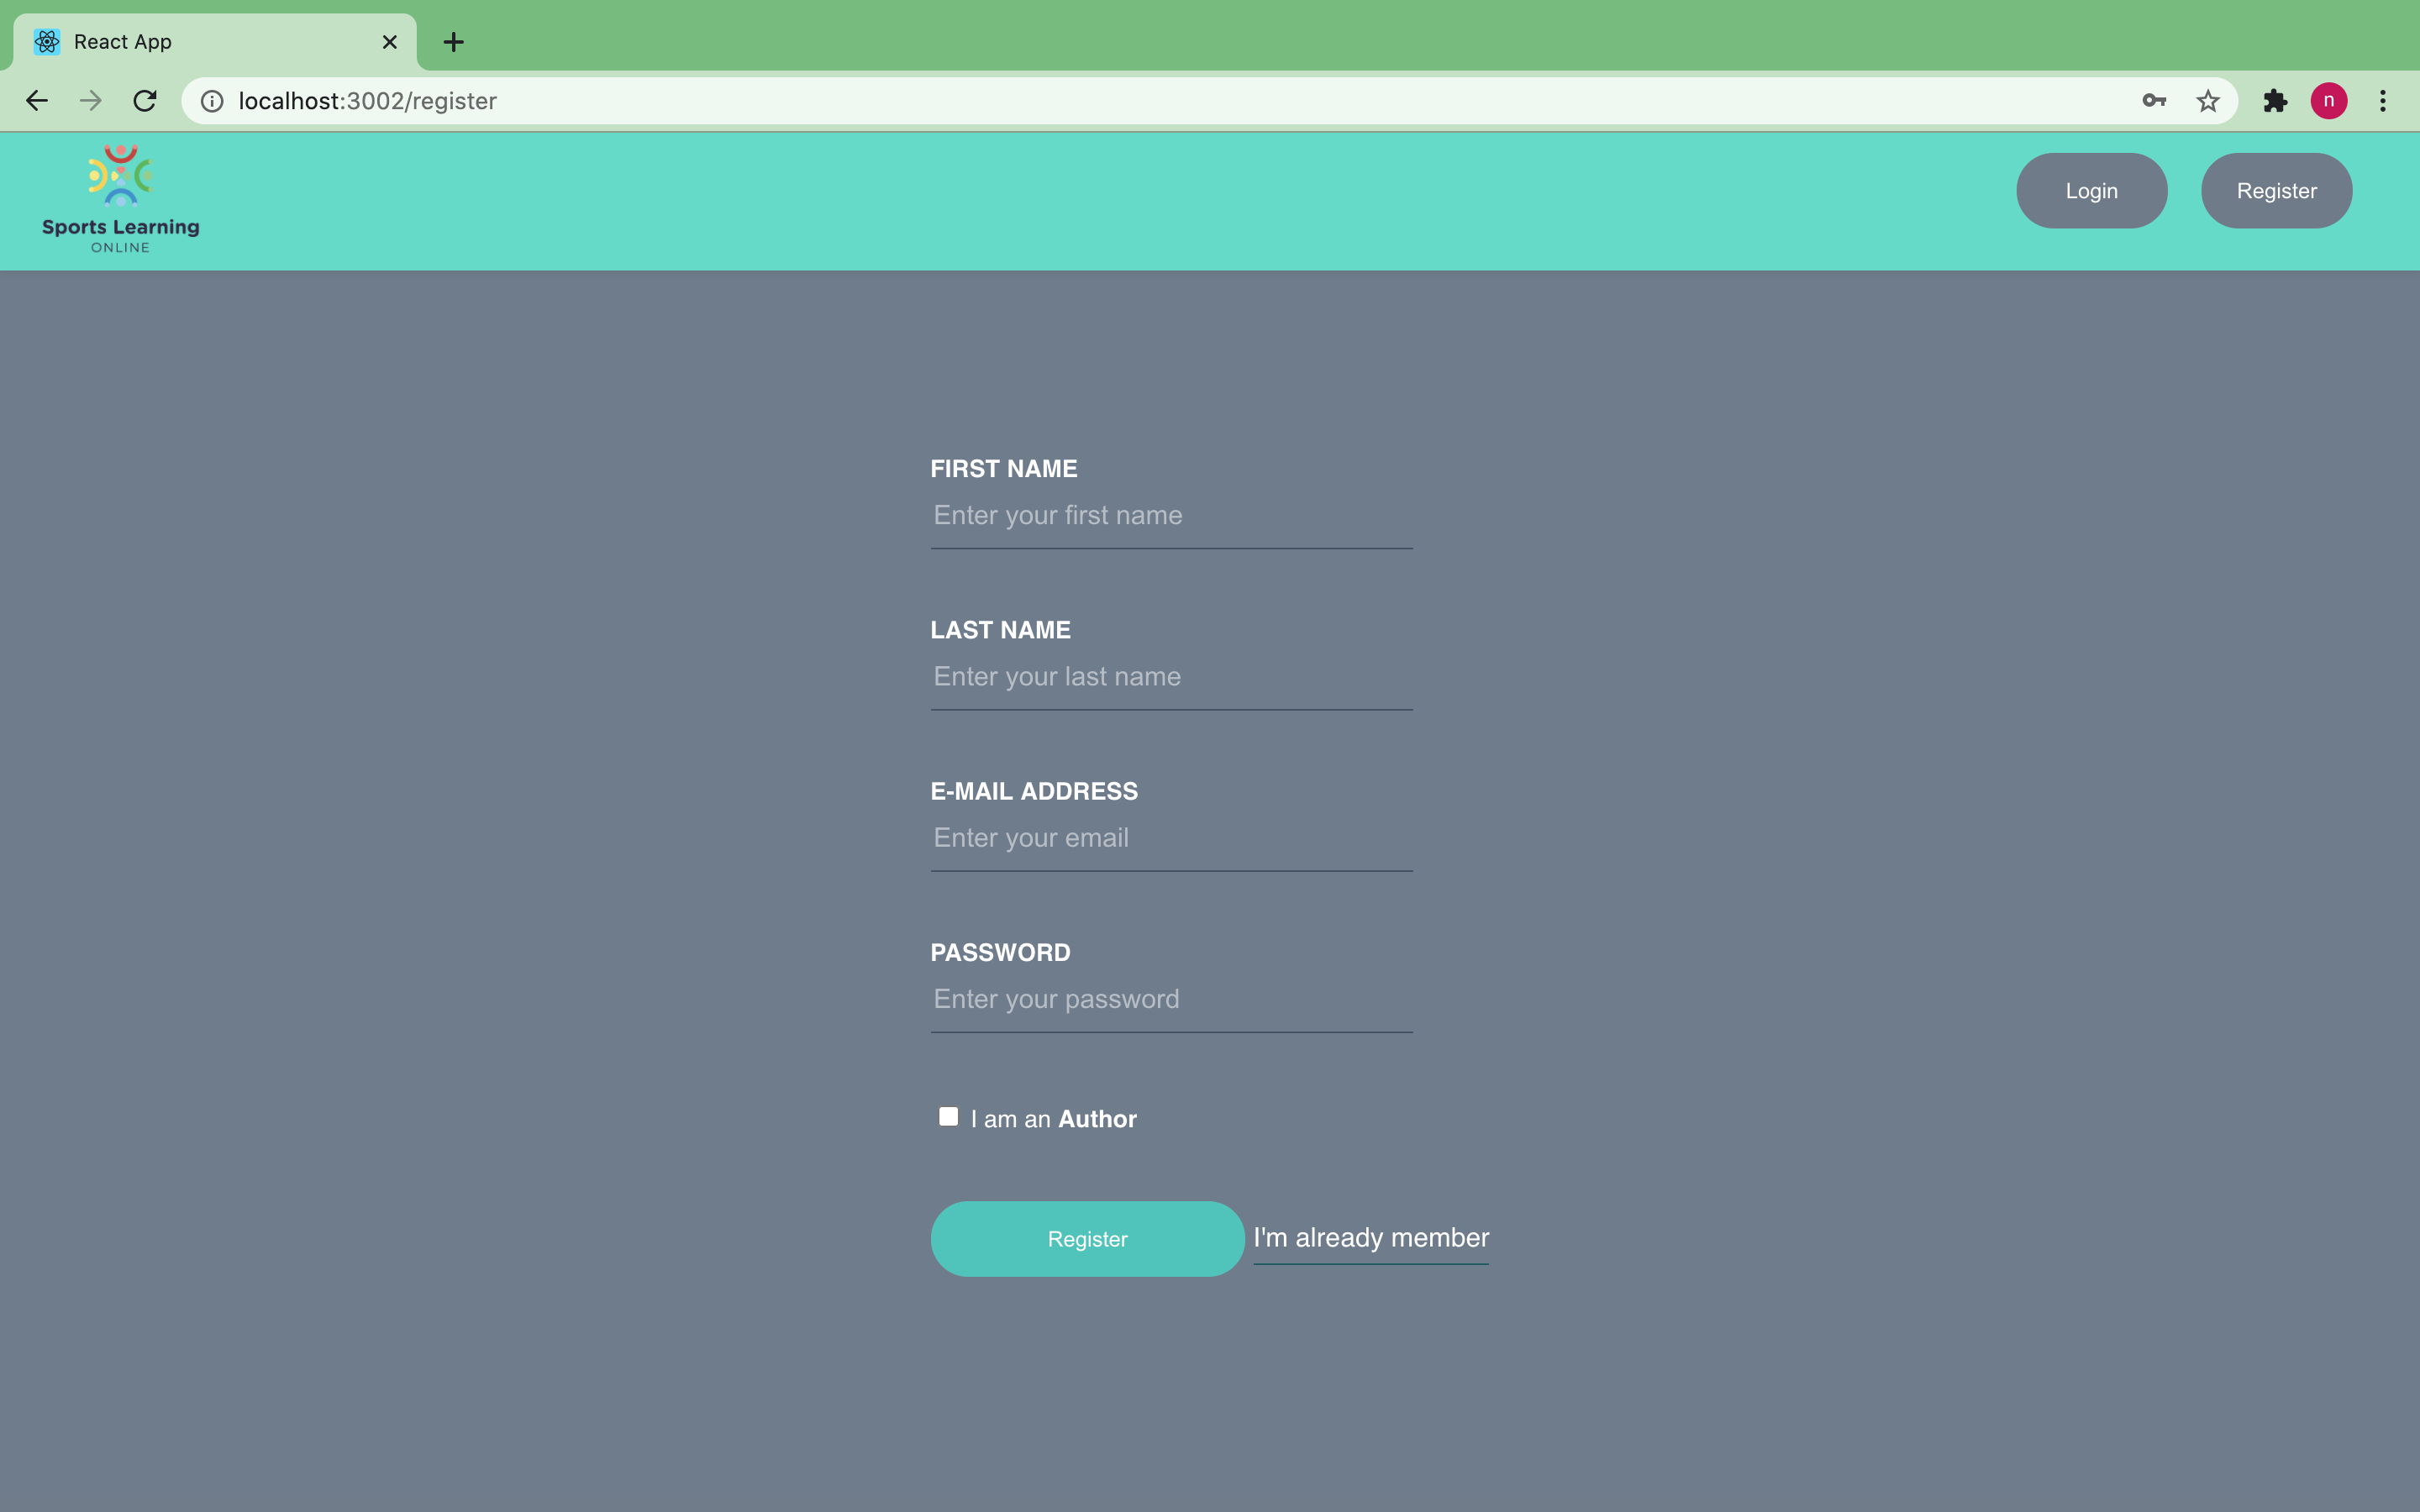 React App
localhost:3002/register
n
Sports Learning
ONLINE
Login
Register
FIRST NAME
Enter your first name
LAST NAME
Enter your last name
E-MAIL ADDRESS
Enter your email
PASSWORD
Enter your password
I am an Author
Register I'm already member